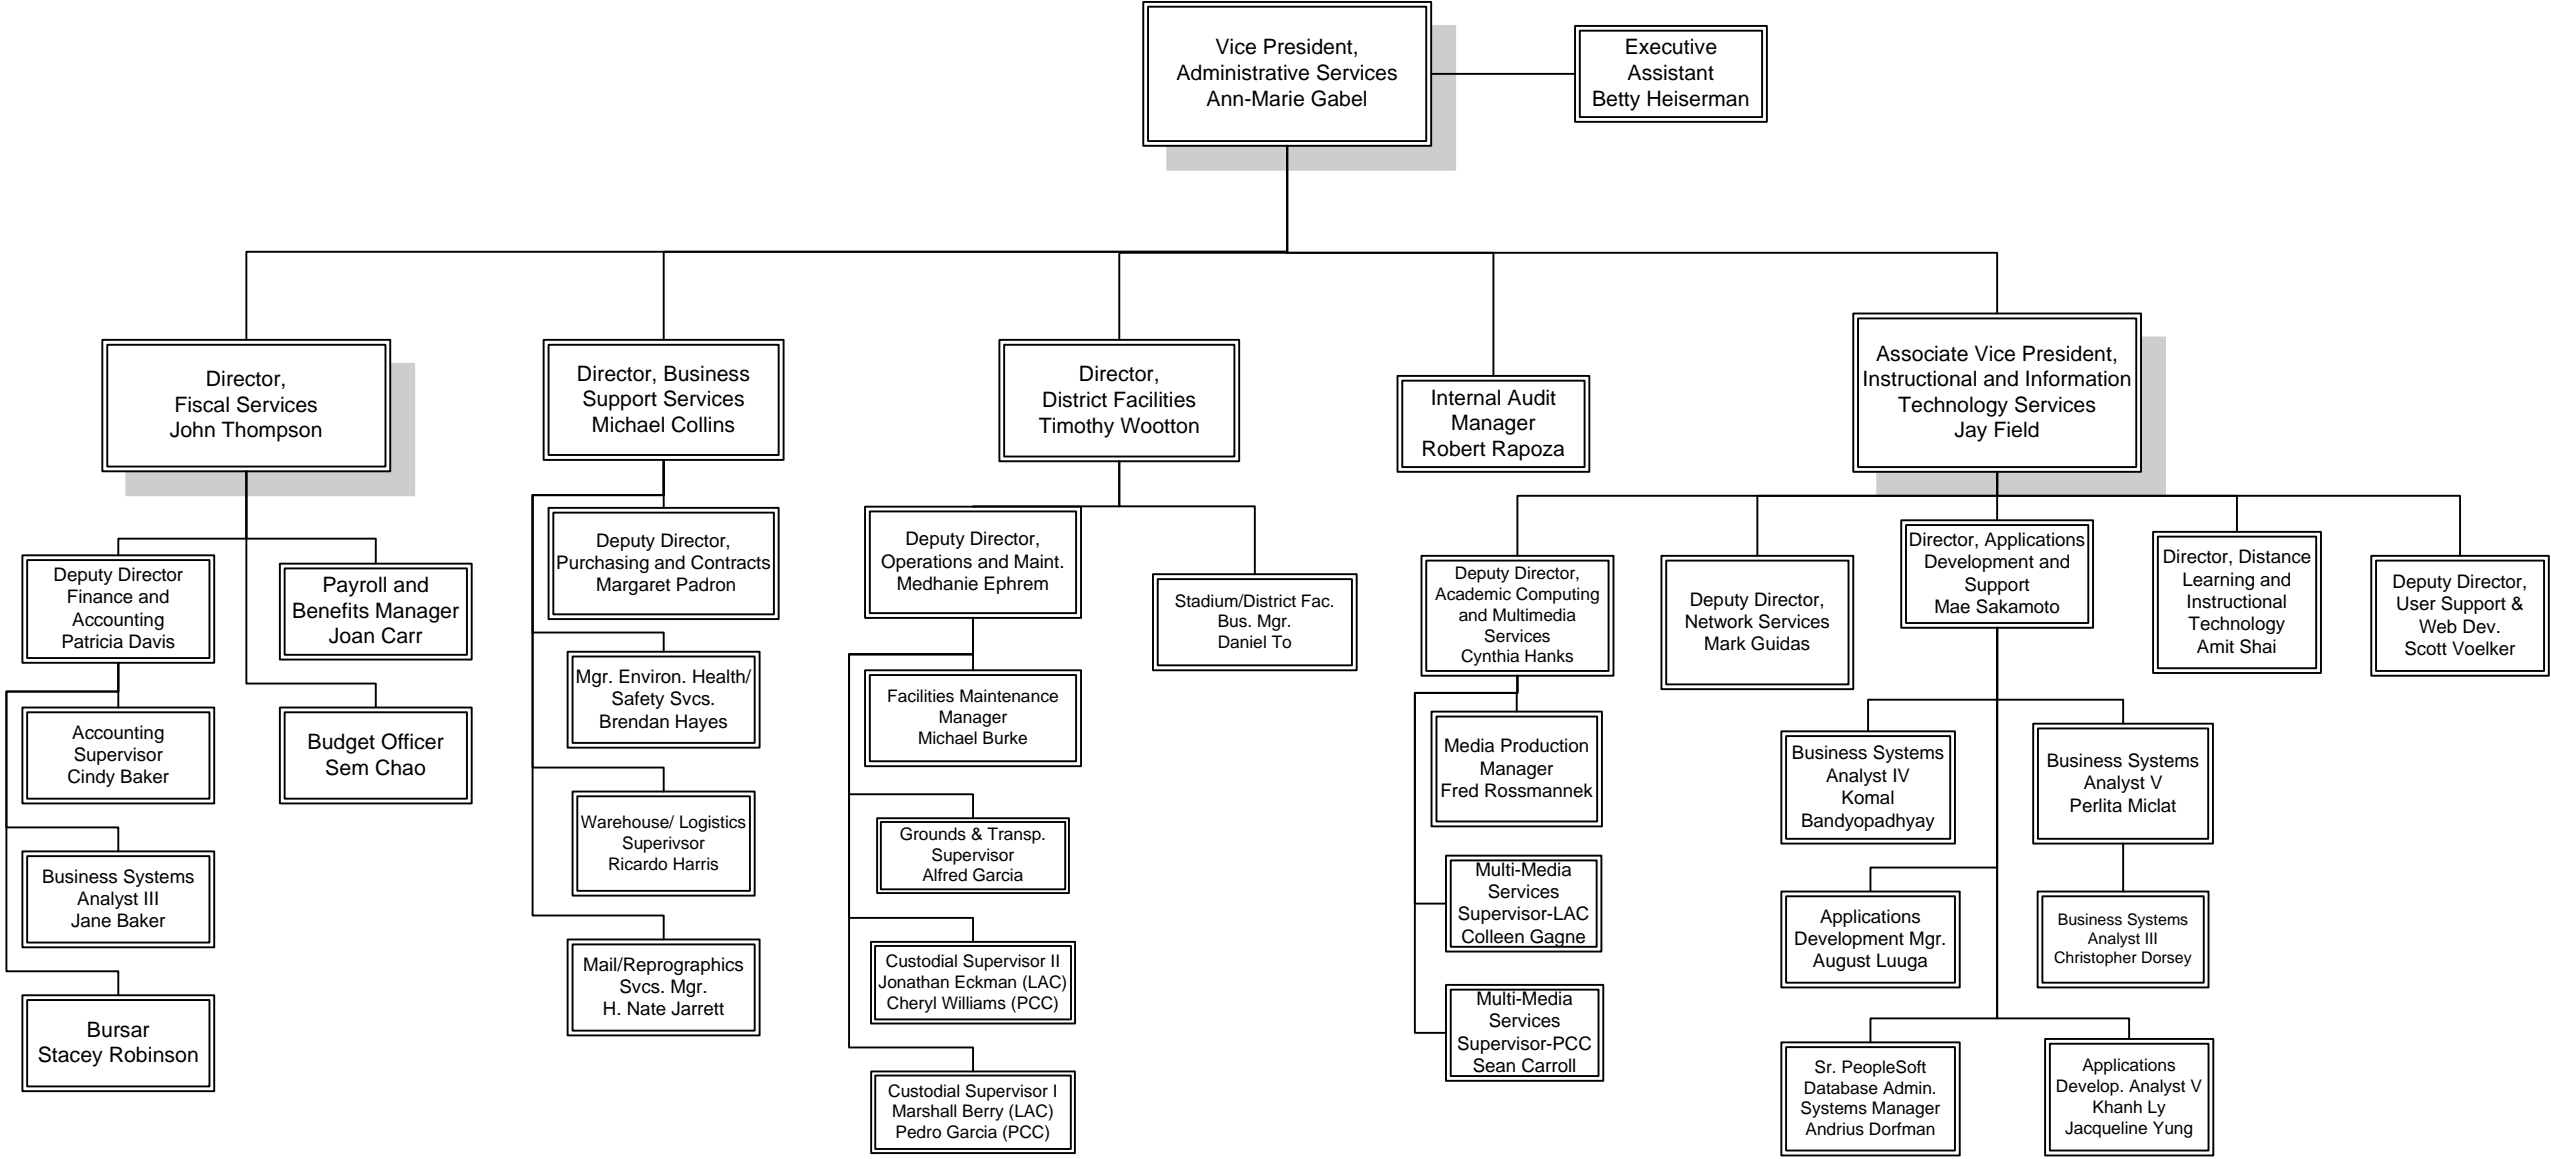 Vice President,
Administrative Services
Ann-Marie Gabel
Executive
Assistant
Betty Heiserman
Director,
Fiscal Services
John Thompson
Director, Business
Support Services
Michael Collins
Director,
District Facilities
Timothy Wootton
Internal Audit
Manager
Robert Rapoza
Associate Vice President,
Instructional and Information
Technology Services
Jay Field
Deputy Director
Finance and
Accounting
Patricia Davis
Payroll and
Benefits Manager
Joan Carr
Accounting
Supervisor
Cindy Baker
Budget Officer
Sem Chao
Business Systems
Analyst III
Jane Baker
Bursar
Stacey Robinson
Deputy Director,
Purchasing and Contracts
Margaret Padron
Mgr. Environ. Health/
Safety Svcs.
Brendan Hayes
Warehouse/ Logistics
Superivsor
Ricardo Harris
Mail/Reprographics
Svcs. Mgr.
H. Nate Jarrett
Deputy Director,
Operations and Maint.
Medhanie Ephrem
Stadium/District Fac.
Bus. Mgr.
Daniel To
Facilities Maintenance
Manager
Michael Burke
Grounds & Transp.
Supervisor
Alfred Garcia
Custodial Supervisor II
Jonathan Eckman (LAC)
Cheryl Williams (PCC)
Custodial Supervisor I
Marshall Berry (LAC)
Pedro Garcia (PCC)
Deputy Director,
Academic Computing
and Multimedia
Services
Cynthia Hanks
Media Production
Manager
Fred Rossmannek
Multi-Media
Services
Supervisor-LAC
Colleen Gagne
Multi-Media
Services
Supervisor-PCC
Sean Carroll
Deputy Director,
Network Services
Mark Guidas
Director, Applications
Development and
Support
Mae Sakamoto
Director, Distance
Learning and
Instructional
Technology
Amit Shai
Deputy Director,
User Support &
Web Dev.
Scott Voelker
Business Systems
Analyst IV
Komal
Bandyopadhyay
Business Systems
Analyst V
Perlita Miclat
Applications
Development Mgr.
August Luuga
Business Systems
Analyst III
Christopher Dorsey
Sr. PeopleSoft
Database Admin.
Systems Manager
Andrius Dorfman
Applications
Develop. Analyst V
Khanh Ly
Jacqueline Yung